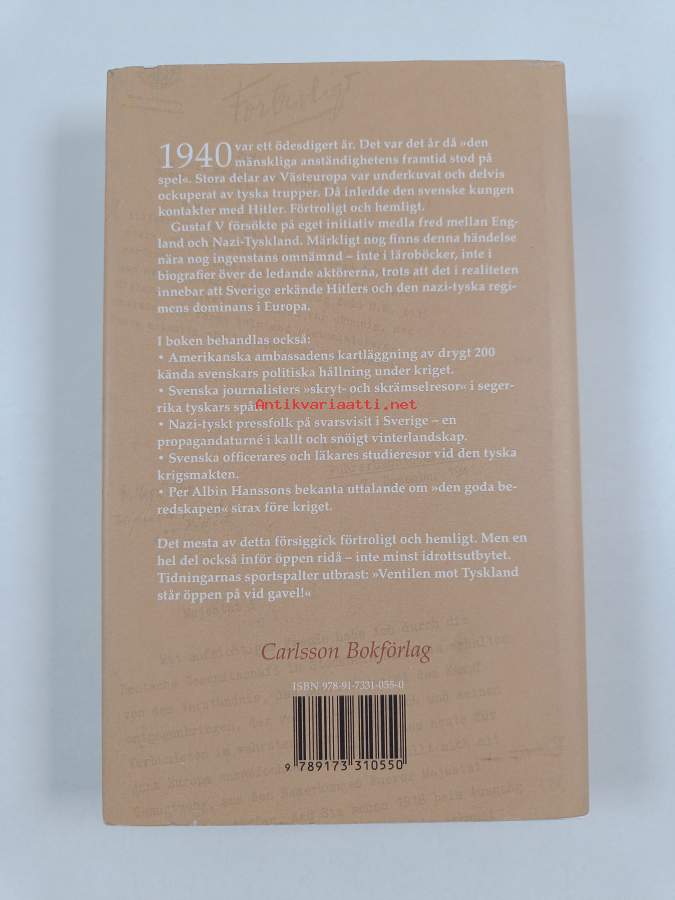 Förtroligt
1940 var ett ödesdigert år. Det var det år då »den
mänskliga anständighetens framtid stod på
spel«. Stora delar av Västeuropa var underkuvat och delvis
ockuperat av tyska trupper. Då inledde den svenske kungen
kontakter med Hitler. Förtroligt och hemligt.
Gustaf V försökte på eget initiativ medla fred mellan Eng-
land och Nazi-Tyskland. Märkligt nog finns denna händelse
nära nog ingenstans omnämnd – inte i läroböcker, inte i
biografier över de ledande aktörerna, trots att det i realiteten
innebar att Sverige erkände Hitlers och den nazi-tyska regi-
mens dominans i Europa.
I boken behandlas också:
• Amerikanska ambassadens kartläggning av drygt 200
kända svenskars politiska hållning under kriget.
• Svenska journalisters »skryt- och skrämselresor« i seger-
rika tyskars spår.
Antikvariaatti.net
• Nazi-tyskt pressfolk på svarsvisit i Sverige – en
propagandaturné i kallt och snöigt vinterlandskap.
• Svenska officerares och läkares studieresor vid den tyska
krigsmakten.
• Per Albin Hanssons bekanta uttalande om »den goda be-
redskapen« strax före kriget.
Det mesta av detta försiggick förtroligt och hemligt. Men en
hel del också inför öppen ridå – inte minst idrottsutbytet.
Tidningarnas sportspalter utbrast: »Ventilen mot Tyskland
står öppen på vid gavel!«
Carlsson Bokförlag
ISBN 978-91-7331-055-0
9 789173 310550